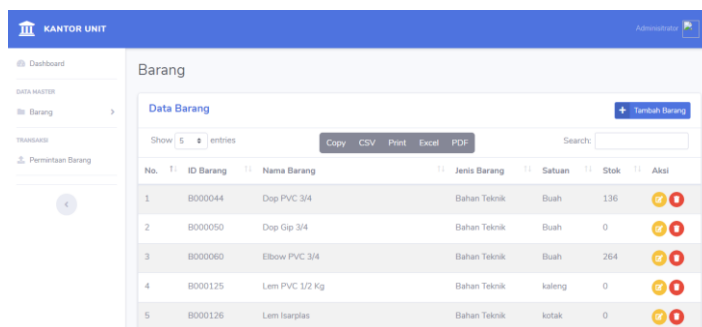 KANTOR UNIT
Administrator
Dashboard
DATA MASTER
Barang
TRANSAKSI
Permintaan Barang
Barang
Data Barang
Tambah Barang
Show 5 entries
Copy CSV Print Excel PDF
Search:
No. ID Barang Nama Barang Jenis Barang Satuan Stok Aksi
1 B000044 Dop PVC 3/4 Bahan Teknik Buah 136
2 B000050 Dop Gip 3/4 Bahan Teknik Buah 0
3 B000060 Elbow PVC 3/4 Bahan Teknik Buah 264
4 B000125 Lem PVC 1/2 Kg Bahan Teknik kaleng 0
5 B000126 Lem Isarplas Bahan Teknik kotak 0